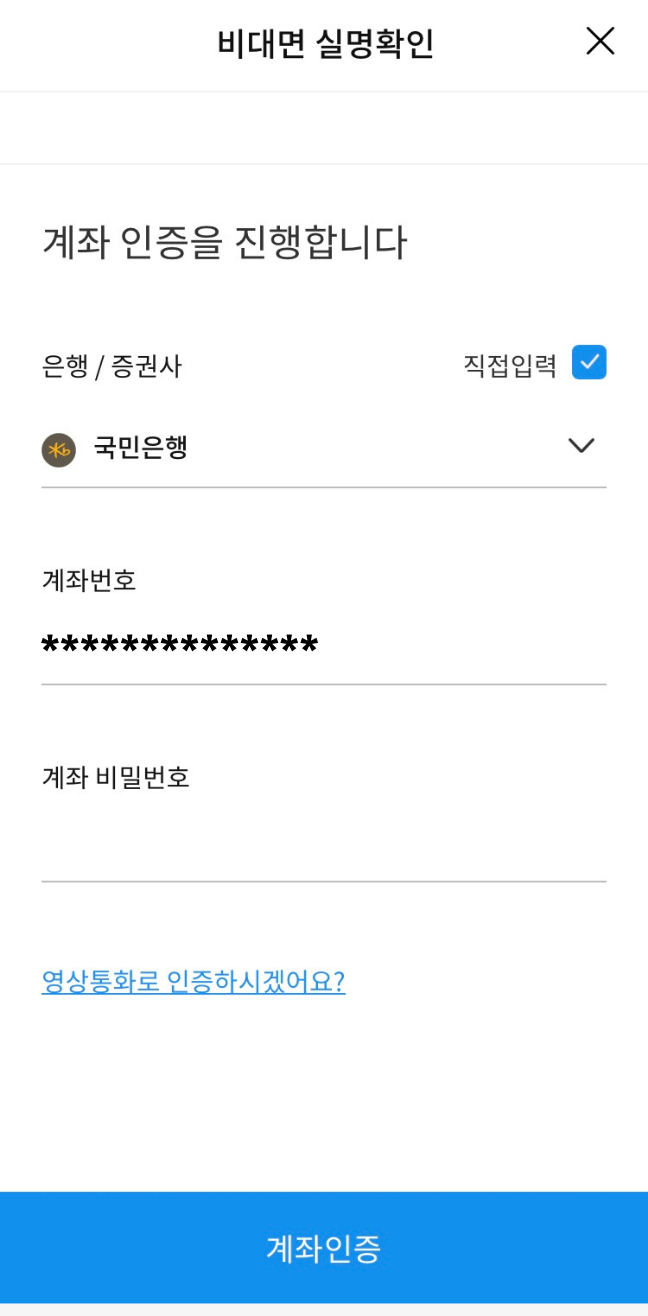 비대면 실명확인
계좌 인증을 진행합니다
은행 / 증권사 직접입력
국민은행
계좌번호
**************
계좌 비밀번호
영상통화로 인증하시겠어요?
계좌인증